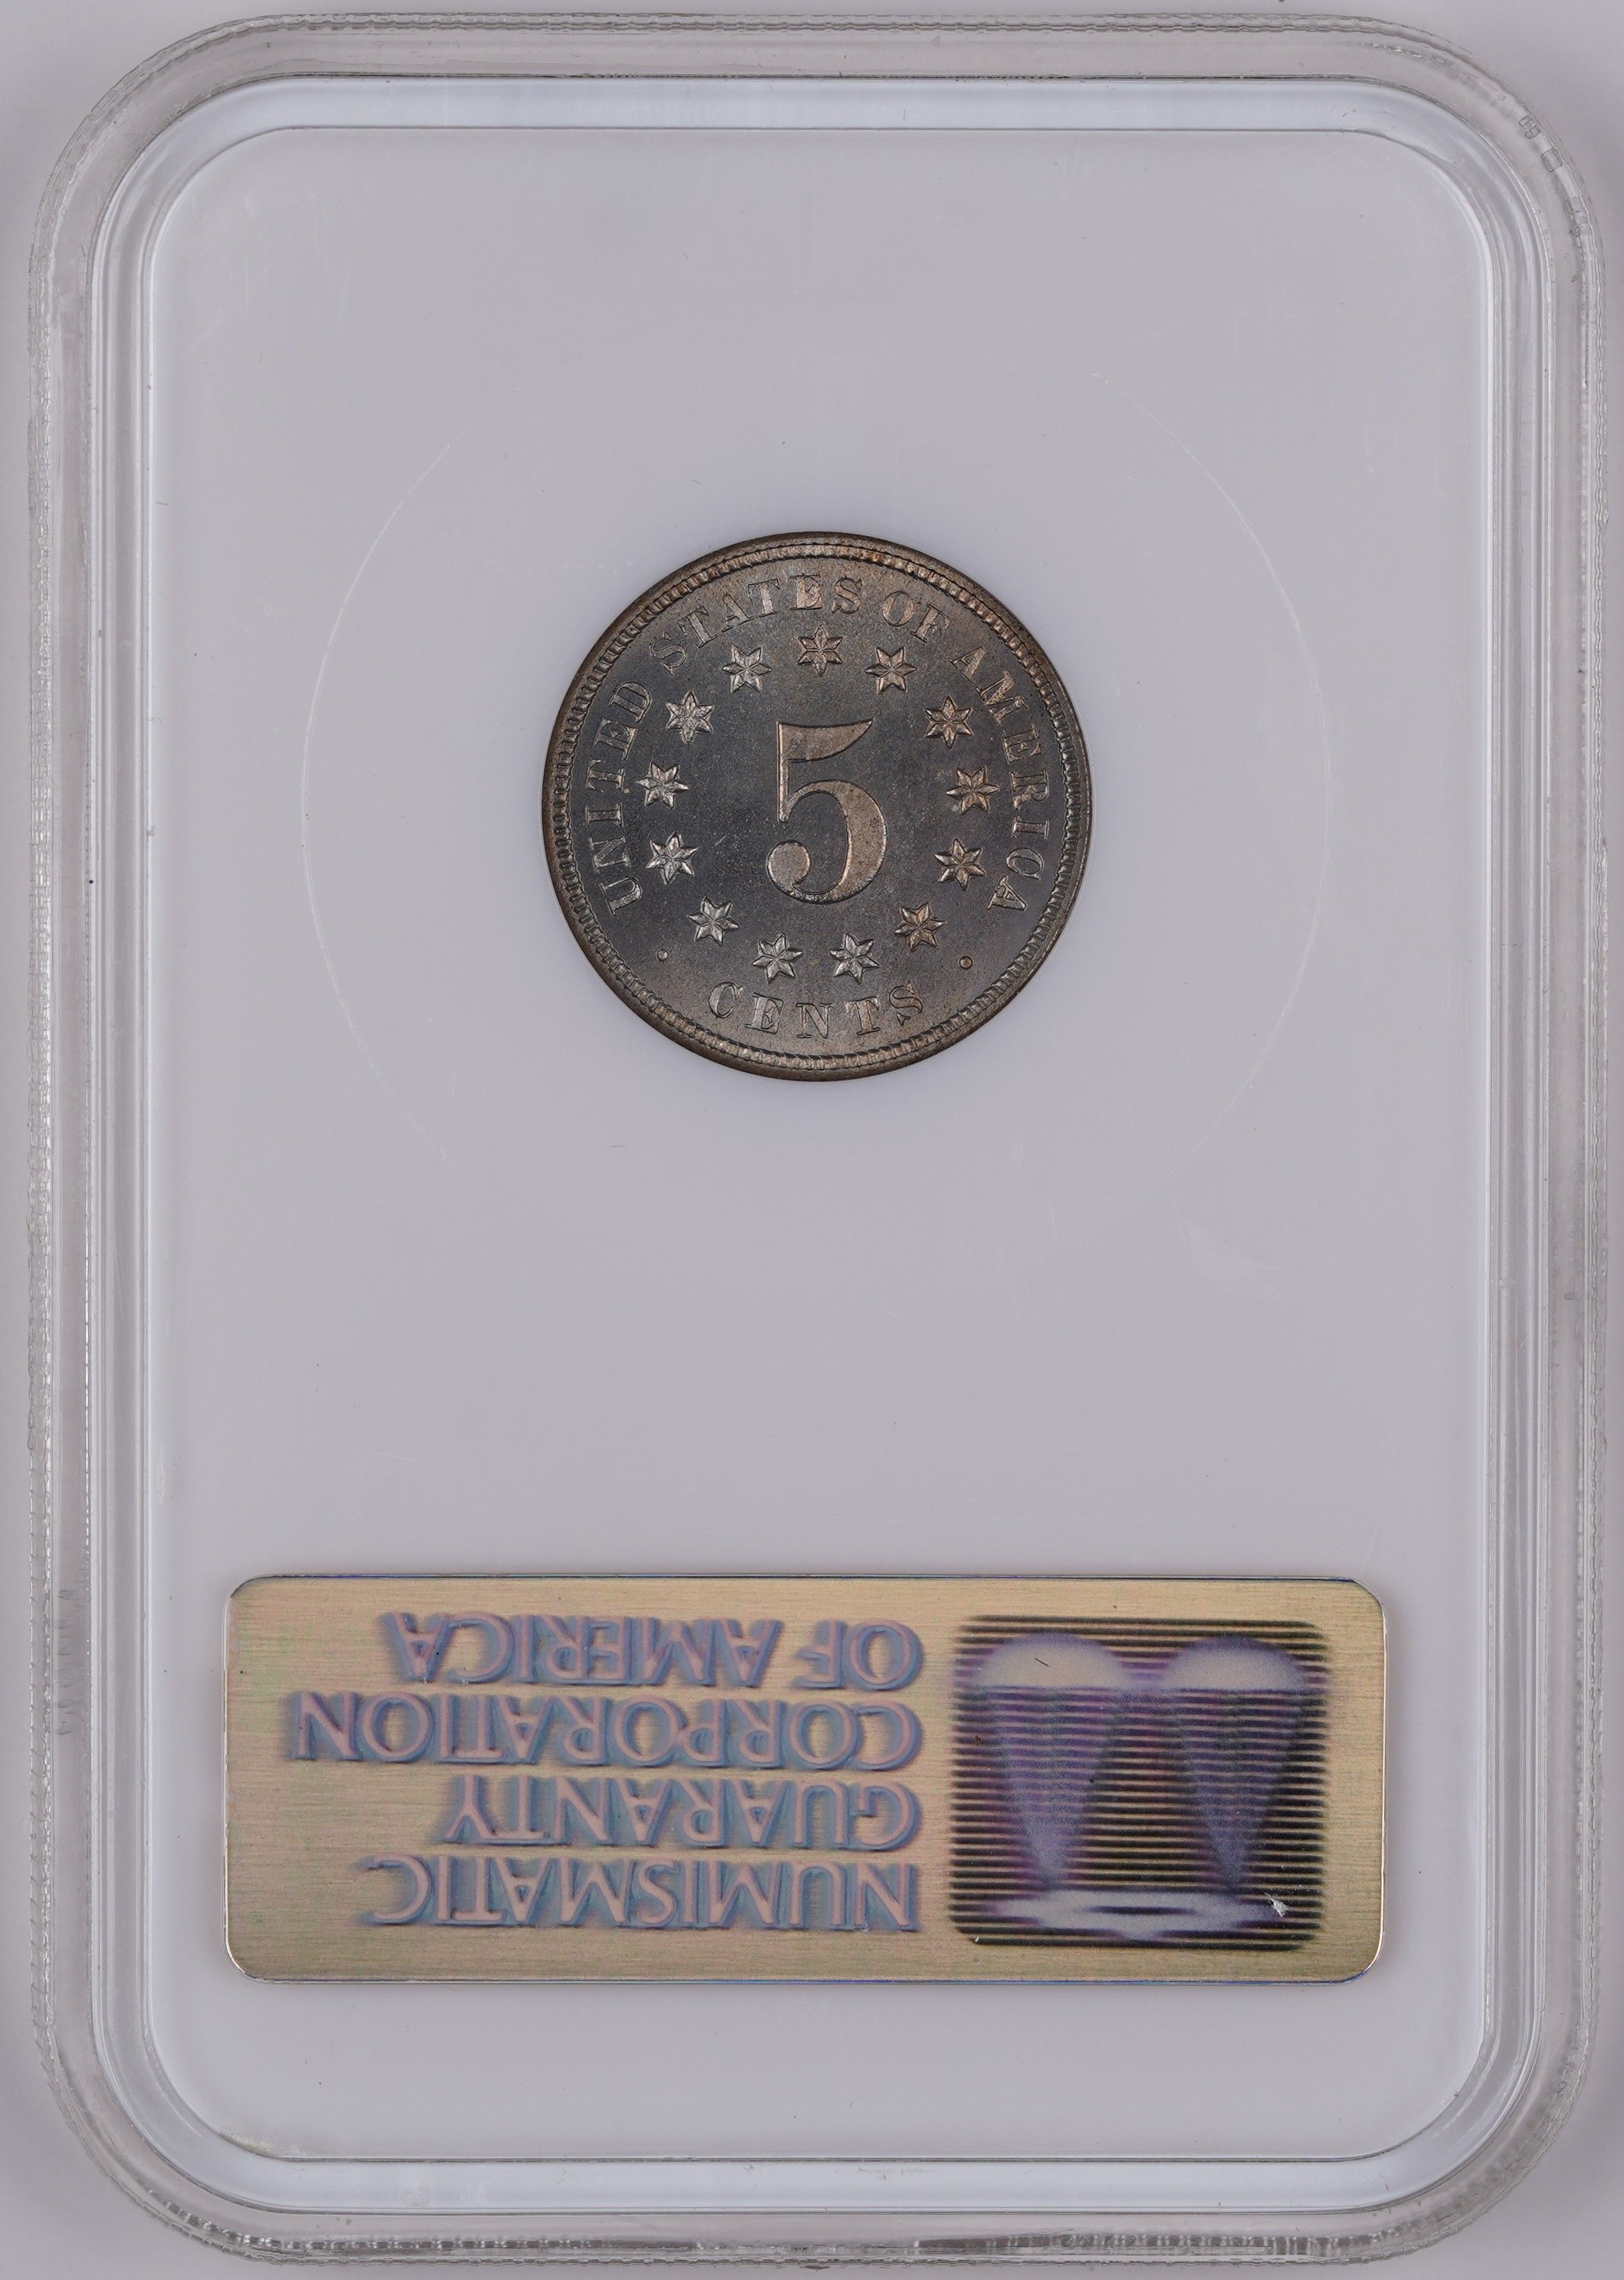 UNITED STATES OF AMERICA
5
CENTS
NUMISMATIC
GUARANTY
CORPORATION
OF AMERICA